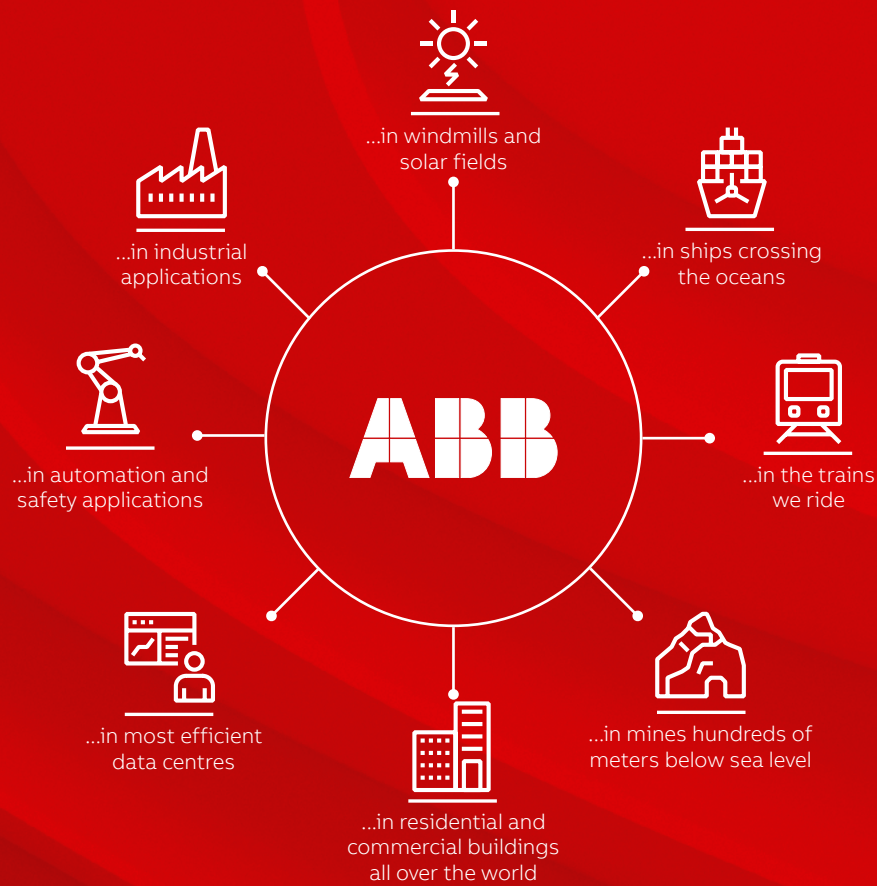 ...in windmills and
solar fields
...in industrial
applications
...in ships crossing
the oceans
ABB
...in automation and
safety applications
...in the trains
we ride
...in most efficient
data centres
...in mines hundreds of
meters below sea level
...in residential and
commercial buildings
all over the world